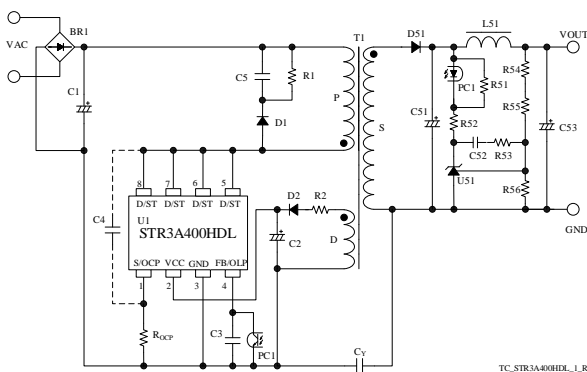 VAC
BR1
C1
C5
R1
D1
T1
P
S
D51
L51
VOUT
PC1
R51
R54
R55
C51
R52
C53
C52
R53
U51
R56
GND
8
7
6
5
D/ST
D/ST
D/ST
D/ST
U1
STR3A400HDL
S/OCP
VCC
GND
FB/OLP
1
2
3
4
C4
D2
R2
C2
D
ROCP
C3
PC1
CY
TC_STR3A400HDL_1_R